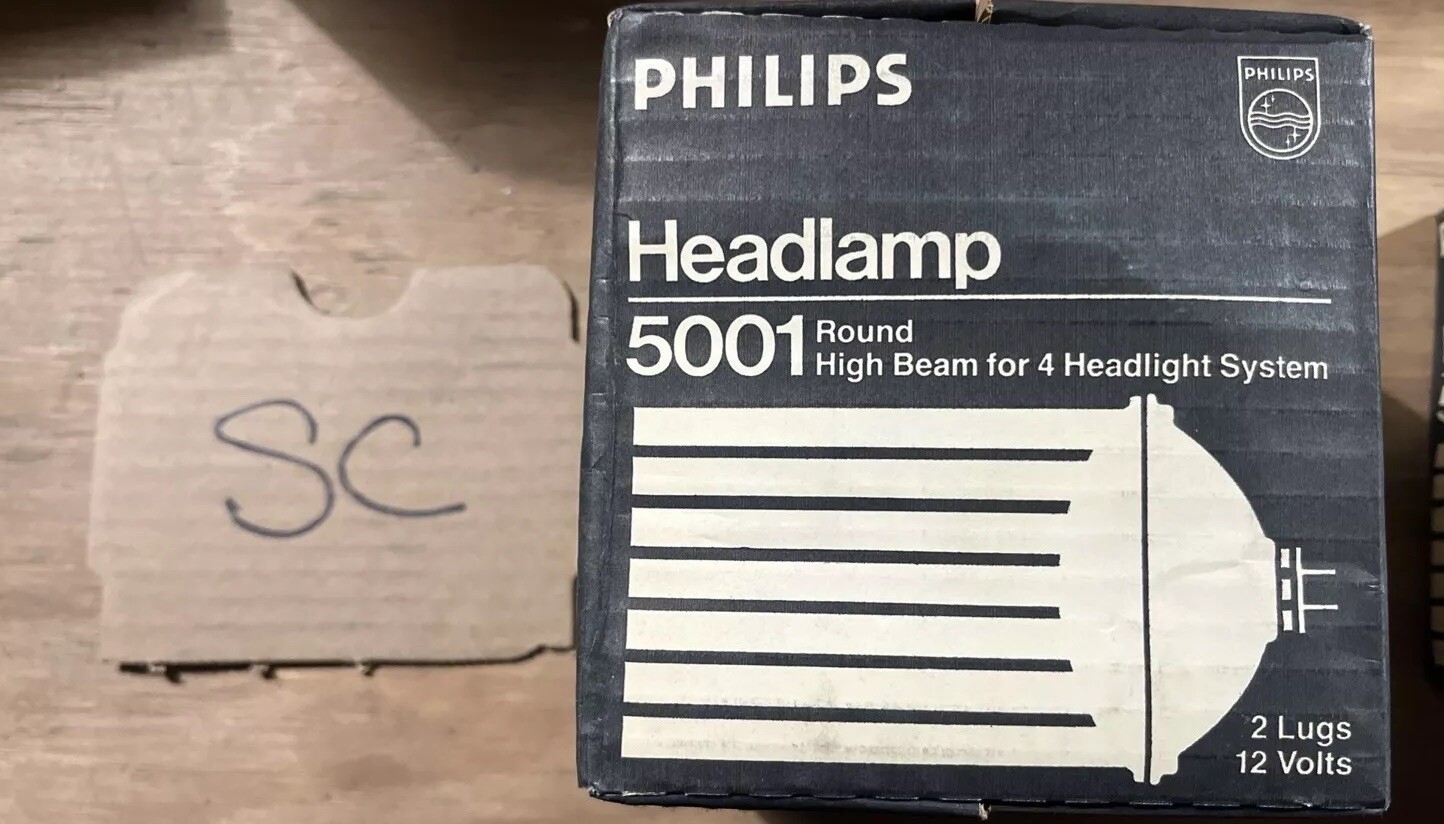 SC
PHILIPS
PHILIPS
Headlamp
5001 Round
High Beam for 4 Headlight System
2 Lugs
12 Volts